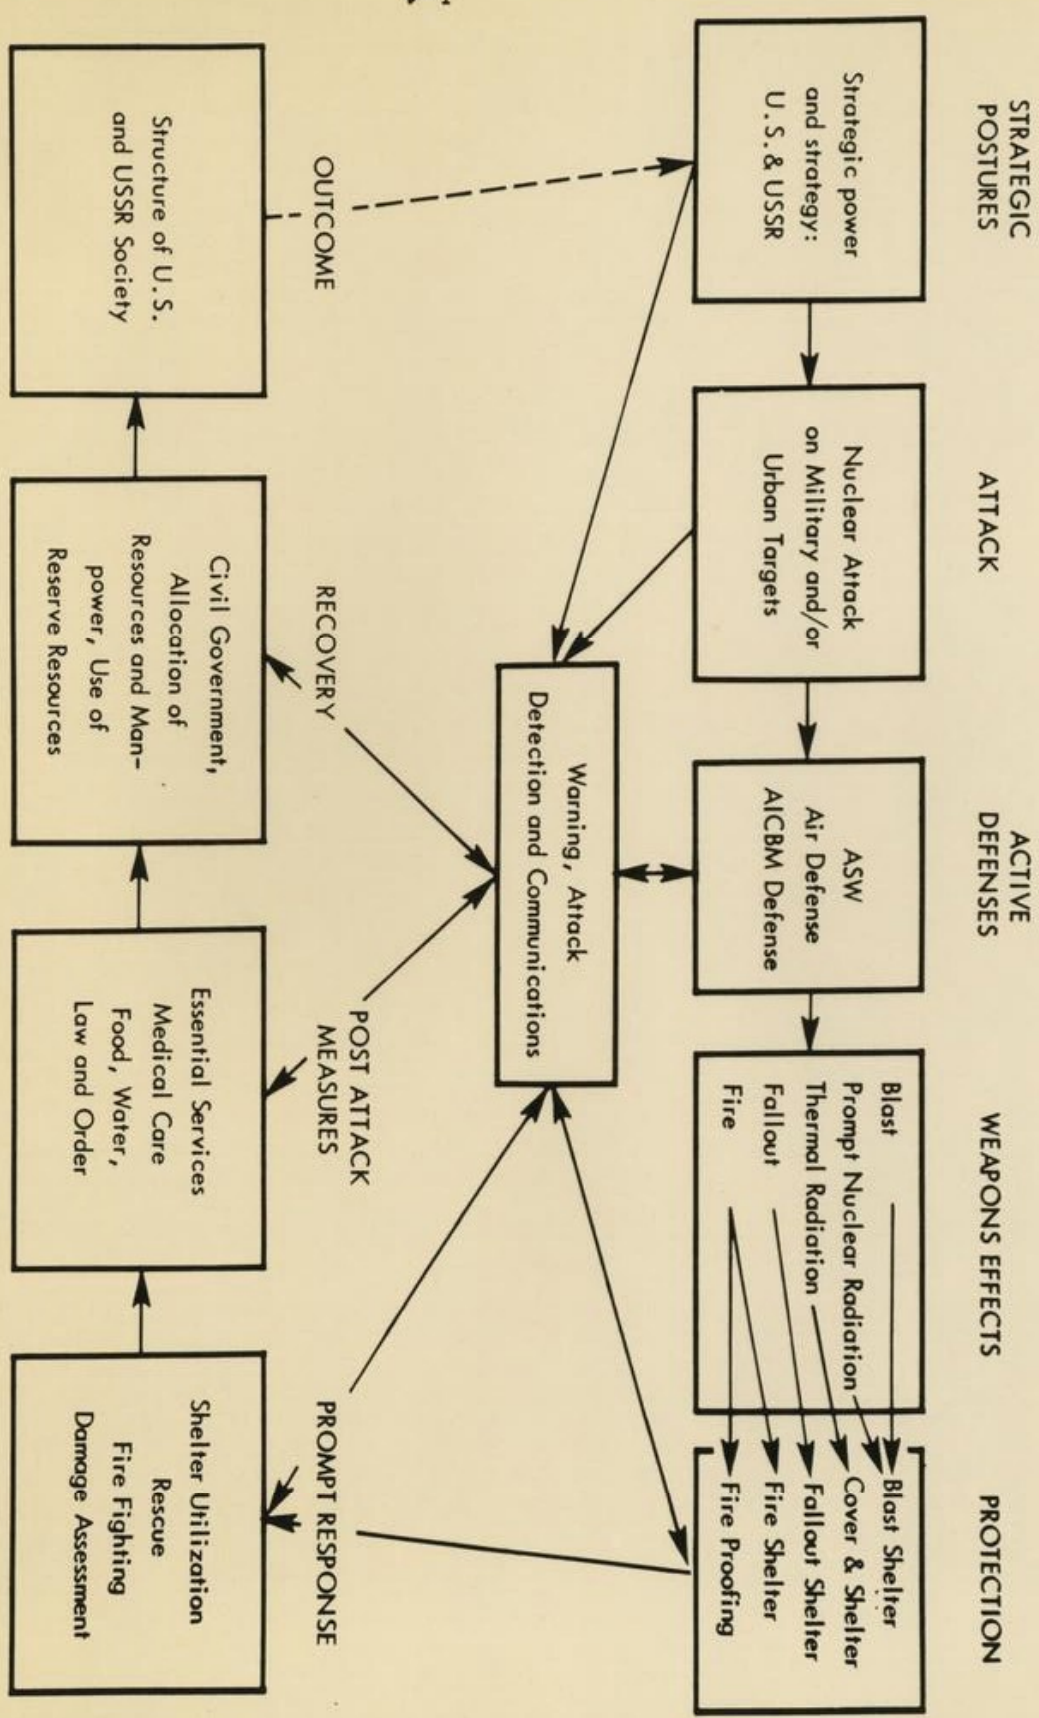 STRATEGIC
POSTURES
ATTACK
ACTIVE
DEFENSES
WEAPONS EFFECTS
PROTECTION
Strategic power
and strategy:
U.S. & USSR
Nuclear Attack
on Military and/or
Urban Targets
ASW
Air Defense
AICBM Defense
Blast
Prompt Nuclear Radiation
Thermal Radiation
Fallout
Fire
Blast Shelter
Cover & Shelter
Fallout Shelter
Fire Shelter
Fire Proofing
Warning, Attack
Detection and Communications
OUTCOME
RECOVERY
POST ATTACK
MEASURES
PROMPT RESPONSE
Structure of U.S.
and USSR Society
Civil Government,
Allocation of
Resources and Man-
power, Use of
Reserve Resources
Essential Services
Medical Care
Food, Water,
Law and Order
Shelter Utilization
Rescue
Fire Fighting
Damage Assessment